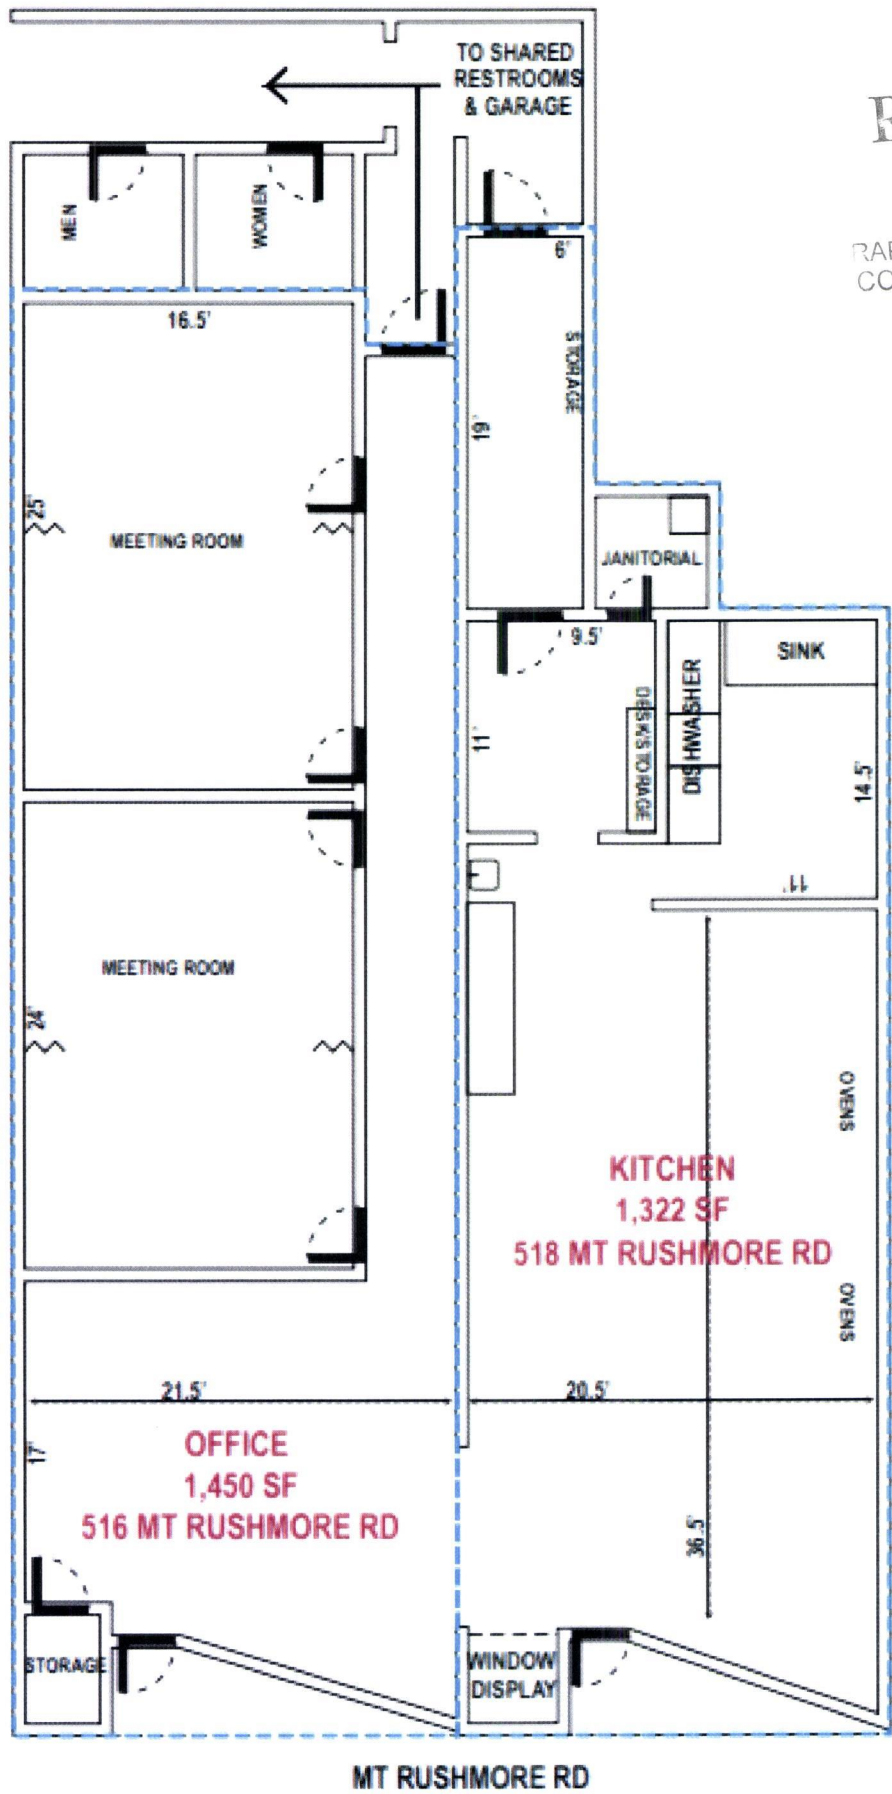 TO SHARED
RESTROOMS
& GARAGE
MEN
WOMEN
6'
16.5'
STORAGE
19'
25'
MEETING ROOM
JANITORIAL
9.5'
SINK
DISHWASHER
DESK/STORAGE
11'
14.5'
11'
MEETING ROOM
24'
OVENS
KITCHEN
1,322 SF
518 MT RUSHMORE RD
OVENS
21.5'
20.5'
OFFICE
1,450 SF
516 MT RUSHMORE RD
17'
36.5'
STORAGE
WINDOW
DISPLAY
MT RUSHMORE RD